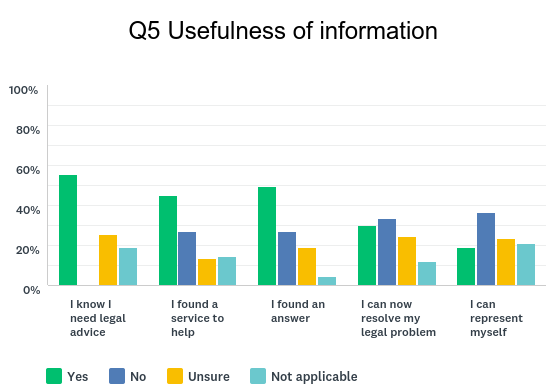 Q5 Usefulness of information
100%
80%
60%
40%
20%
0%
I know I
need legal
advice
I found a
service to
help
I found an
answer
I can now
resolve my
legal problem
I can
represent
myself
Yes No Unsure Not applicable